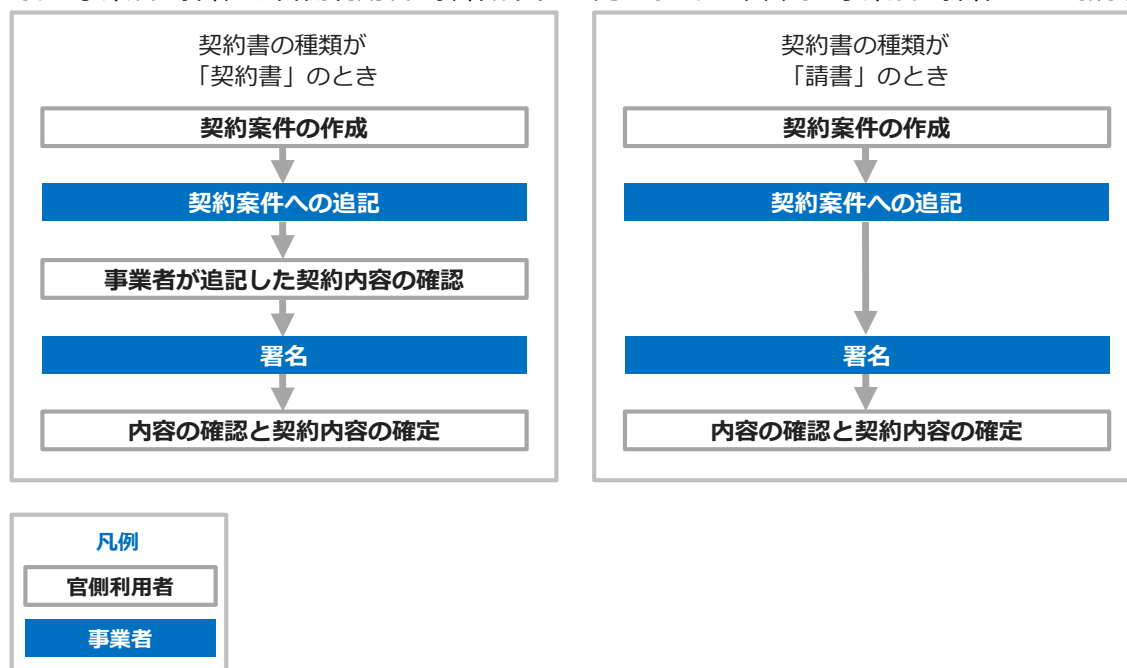 契約書の種類が
「契約書」のとき
契約案件の作成
契約案件への追記
事業者が追記した契約内容の確認
署名
内容の確認と契約内容の確定
契約書の種類が
「請書」のとき
契約案件の作成
契約案件への追記
署名
内容の確認と契約内容の確定
凡例
官側利用者
事業者